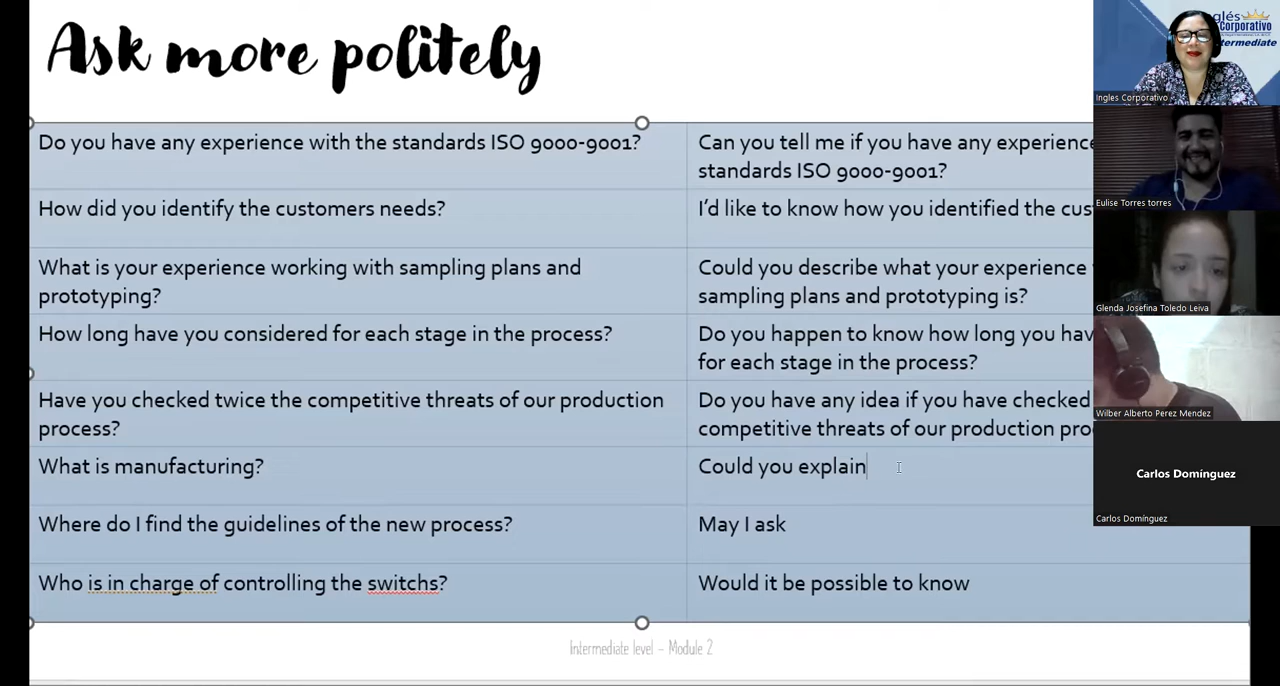 Ask more politely
Do you have any experience with the standards ISO 9000-9001?
Can you tell me if you have any experience
standards ISO 9000-9001?
How did you identify the customers needs?
I'd like to know how you identified the cus
What is your experience working with sampling plans and
prototyping?
Could you describe what your experience
sampling plans and prototyping is?
How long have you considered for each stage in the process?
Do you happen to know how long you hav
for each stage in the process?
Have you checked twice the competitive threats of our production
process?
Do you have any idea if you have checked
competitive threats of our production pro
What is manufacturing?
Could you explain
Where do I find the guidelines of the new process?
May I ask
Who is in charge of controlling the switchs?
Would it be possible to know
Intermediate level - Module 2
glés
Corporativo
termediate
Ingles Corporativo
Eulise Torres torres
Glenda Josefina Toledo Leiva
Wilber Alberto Perez Mendez
Carlos Domínguez
Carlos Domínguez